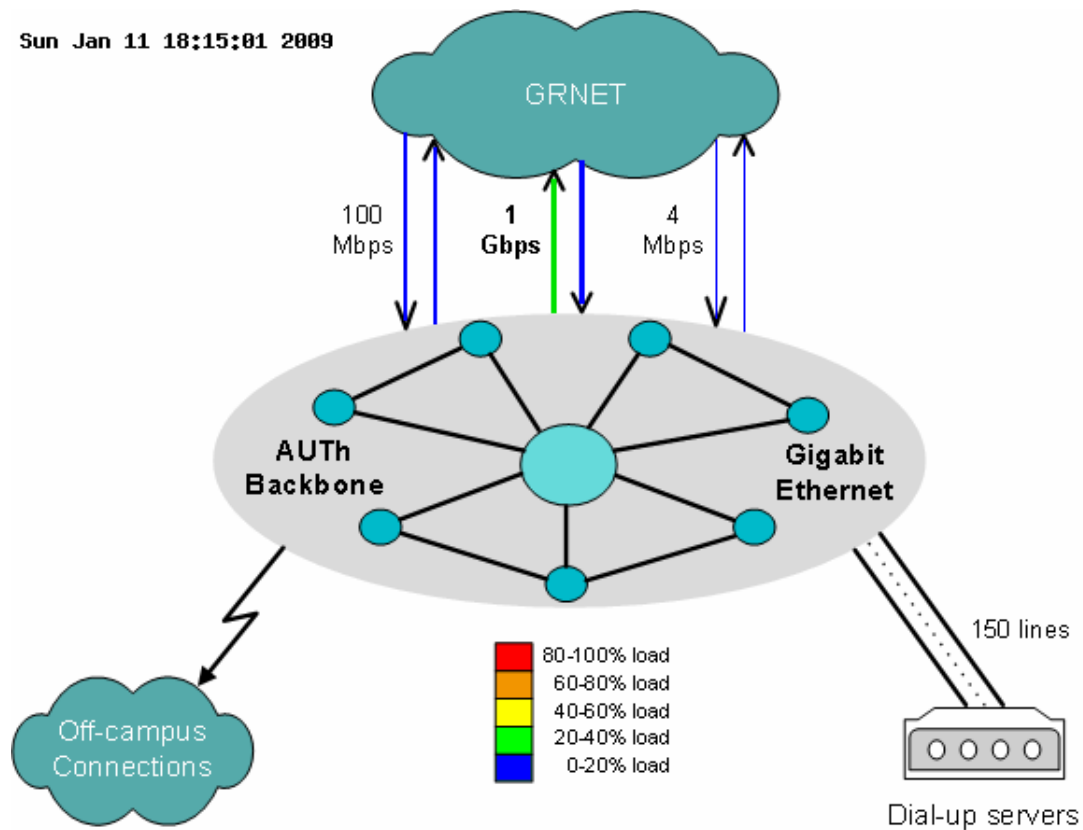 Sun Jan 11 18:15:01 2009
GRNET
100
Mbps
1
Gbps
4
Mbps
AUTh
Backbone
Gigabit
Ethernet
150 lines
80-100% load
60-80% load
40-60% load
20-40% load
0-20% load
Off-campus
Connections
Dial-up servers